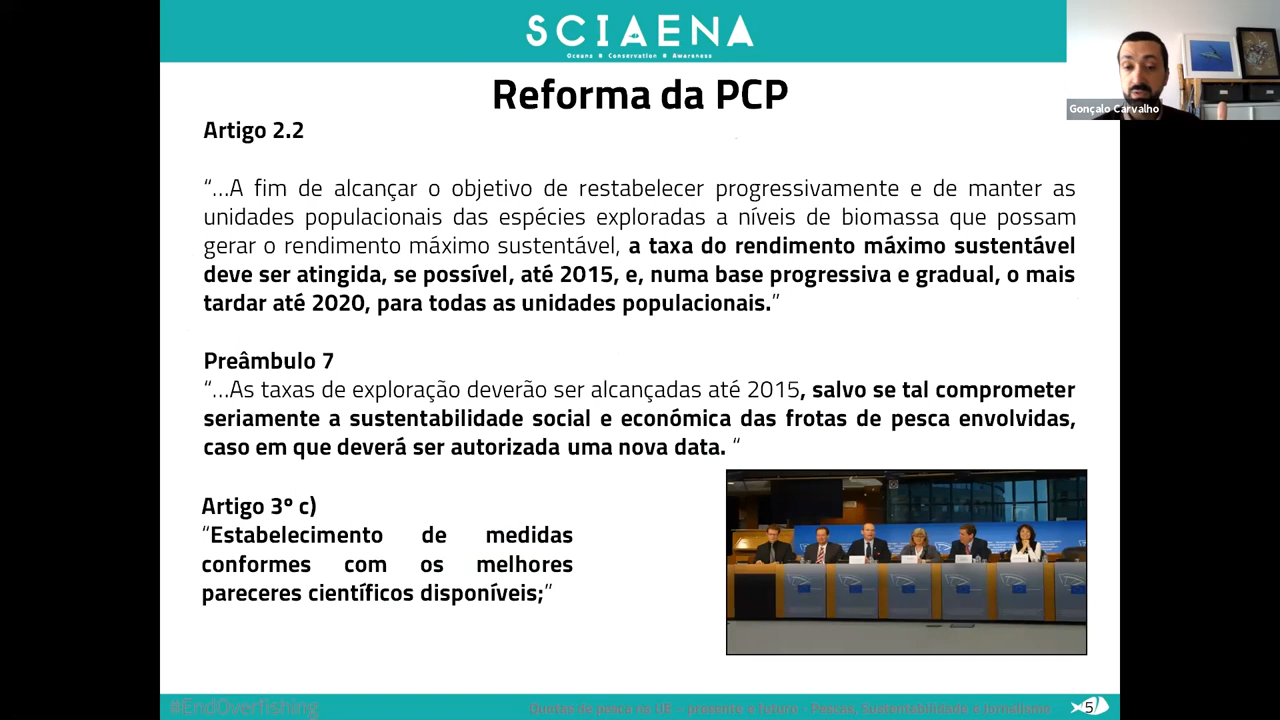 SCIAENA
Oceans Conservation Awareness
Gonçalo Carvalho
Reforma da PCP
Artigo 2.2
“...A fim de alcançar o objetivo de restabelecer progressivamente e de manter as
unidades populacionais das espécies exploradas a níveis de biomassa que possam
gerar o rendimento máximo sustentável, a taxa do rendimento máximo sustentável
deve ser atingida, se possível, até 2015, e, numa base progressiva e gradual, o mais
tardar até 2020, para todas as unidades populacionais.”
Preâmbulo 7
“...As taxas de exploração deverão ser alcançadas até 2015, salvo se tal comprometer
seriamente a sustentabilidade social e económica das frotas de pesca envolvidas,
caso em que deverá ser autorizada uma nova data. “
Artigo 3º c)
“Estabelecimento de medidas
conformes com os melhores
pareceres científicos disponíveis;”
#EndOverfishing
Quotas de pesca na UE – presente e futuro - Pescas, Sustentabilidade e Jornalismo
5